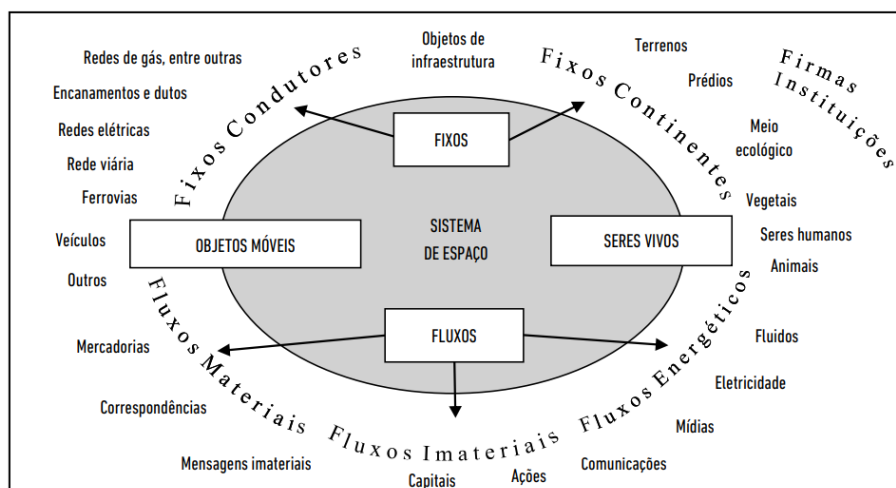 Objetos de
infraestrutura
Terrenos
Firmas
Instituições
Redes de gás, entre outras
Fixos Condutores
Fixos Continentes
Prédios
Encanamentos e dutos
Redes elétricas
FIXOS
Meio
ecológico
Rede viária
Ferrovias
Vegetais
Veículos
OBJETOS MÓVEIS
SISTEMA
DE ESPAÇO
SERES VIVOS
Seres humanos
Outros
Animais
Fluxos Materiais
FLUXOS
Fluxos Energéticos
Fluidos
Mercadorias
Eletricidade
Correspondências
Fluxos Imateriais
Mídias
Mensagens imateriais
Capitais
Ações
Comunicações